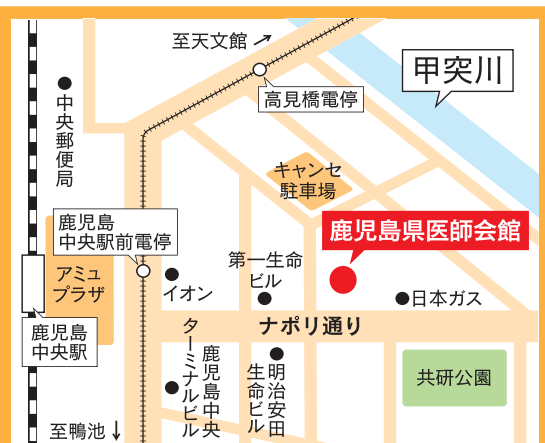 至天文館
甲突川
高見橋電停
中央郵便局
キャンセ
駐車場
鹿児島
中央駅前電停
鹿児島県医師会館
第一生命
ビル
アミュ
プラザ
イオン
日本ガス
鹿児島
中央駅
ナポリ通り
鹿児島中央
ターミナルビル
明治安田
生命ビル
共研公園
至鴨池